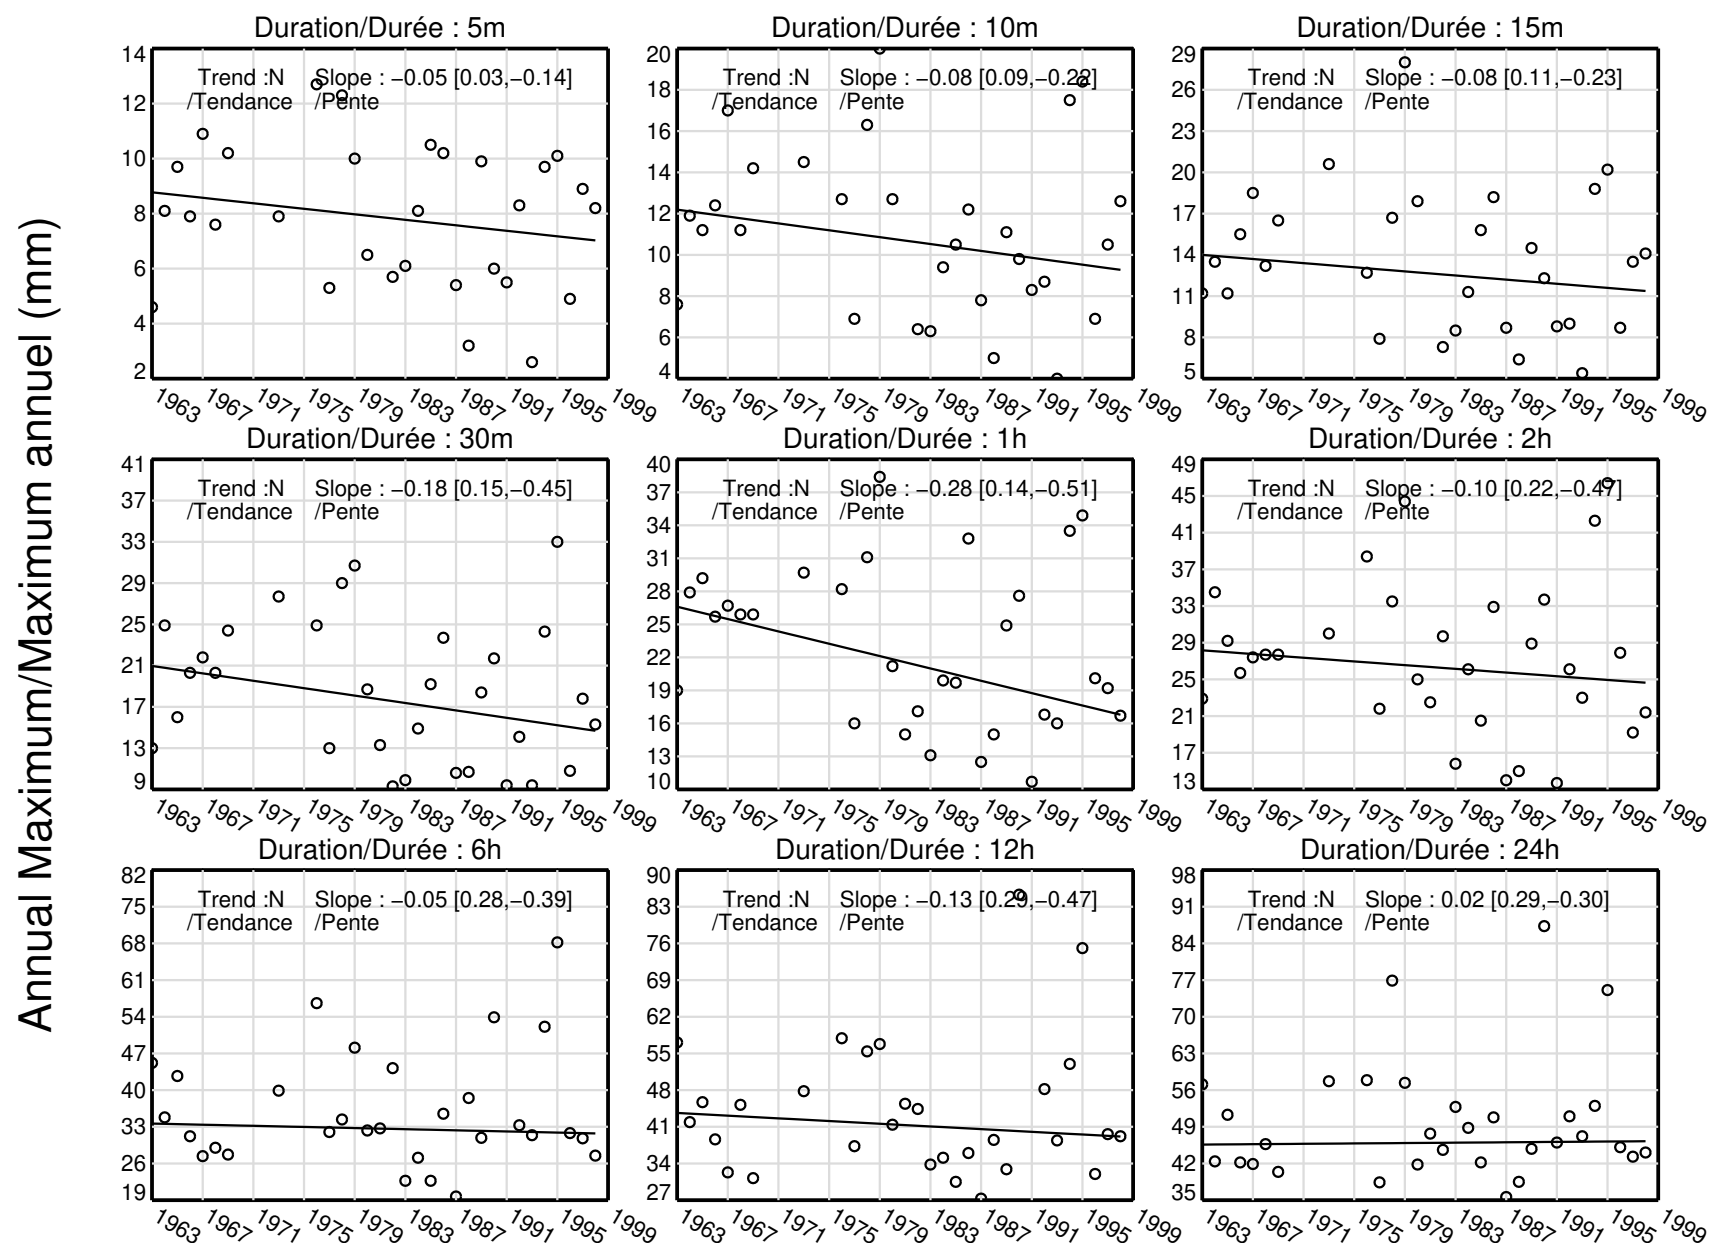 Annual Maximum/Maximum annuel (mm)
Duration/Durée : 5m
Trend :N Slope : −0.05 [0.03,−0.14]
/Tendance /Pente
14
12
10
8
6
4
2
1963 1967 1971 1975 1979 1983 1987 1991 1995 1999
Duration/Durée : 10m
Trend :N Slope : −0.08 [0.09,−0.22]
/Tendance /Pente
20
18
16
14
12
10
8
6
4
1963 1967 1971 1975 1979 1983 1987 1991 1995 1999
Duration/Durée : 15m
Trend :N Slope : −0.08 [0.11,−0.23]
/Tendance /Pente
29
26
23
20
17
14
11
8
5
1963 1967 1971 1975 1979 1983 1987 1991 1995 1999
Duration/Durée : 30m
Trend :N Slope : −0.18 [0.15,−0.45]
/Tendance /Pente
41
37
33
29
25
21
17
13
9
1963 1967 1971 1975 1979 1983 1987 1991 1995 1999
Duration/Durée : 1h
Trend :N Slope : −0.28 [0.14,−0.51]
/Tendance /Pente
40
37
34
31
28
25
22
19
16
13
10
1963 1967 1971 1975 1979 1983 1987 1991 1995 1999
Duration/Durée : 2h
Trend :N Slope : −0.10 [0.22,−0.47]
/Tendance /Pente
49
45
41
37
33
29
25
21
17
13
1963 1967 1971 1975 1979 1983 1987 1991 1995 1999
Duration/Durée : 6h
Trend :N Slope : −0.05 [0.28,−0.39]
/Tendance /Pente
82
75
68
61
54
47
40
33
26
19
1963 1967 1971 1975 1979 1983 1987 1991 1995 1999
Duration/Durée : 12h
Trend :N Slope : −0.13 [0.29,−0.47]
/Tendance /Pente
90
83
76
69
62
55
48
41
34
27
1963 1967 1971 1975 1979 1983 1987 1991 1995 1999
Duration/Durée : 24h
Trend :N Slope : 0.02 [0.29,−0.30]
/Tendance /Pente
98
91
84
77
70
63
56
49
42
35
1963 1967 1971 1975 1979 1983 1987 1991 1995 1999